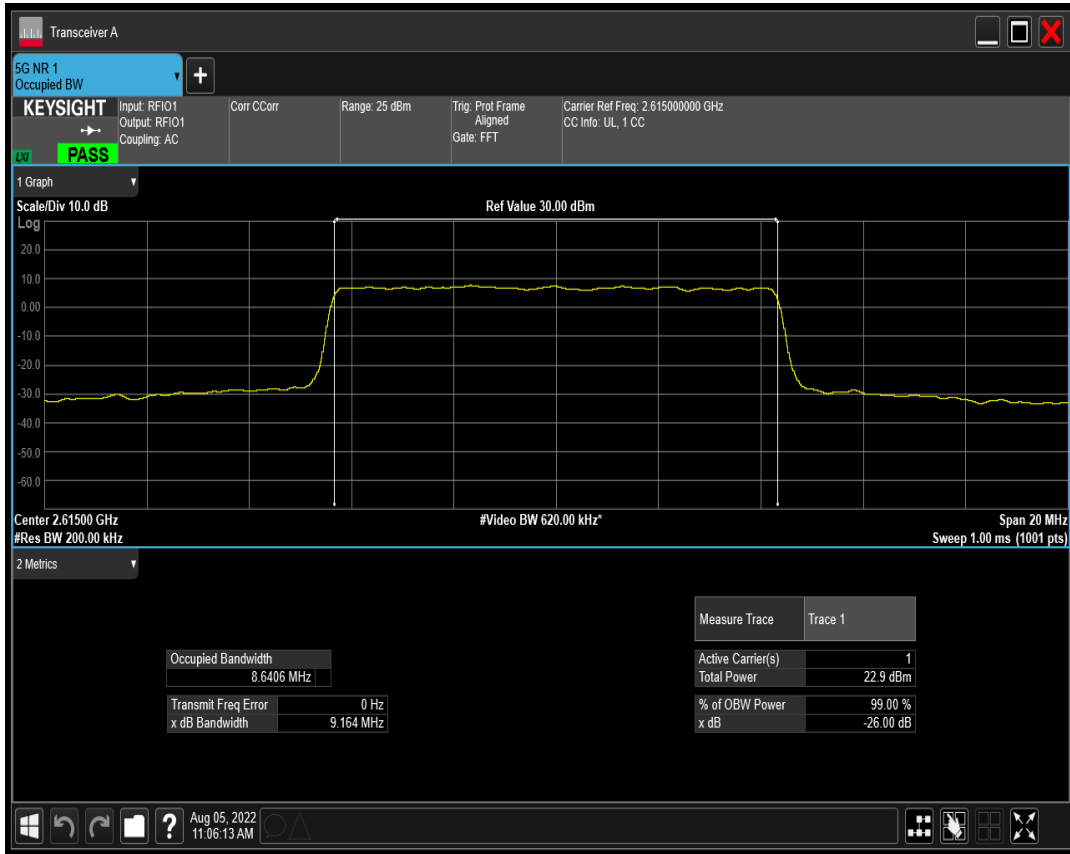 Transceiver A
5G NR 1
Occupied BW
+
KEYSIGHT
LXI
PASS
Input: RFIO1
Output: RFIO1
Coupling: AC
Corr CCorr
Range: 25 dBm
Trig: Prot Frame
Aligned
Gate: FFT
Carrier Ref Freq: 2.615000000 GHz
CC Info: UL, 1 CC
1 Graph
Scale/Div 10.0 dB
Ref Value 30.00 dBm
Log
20.0
10.0
0.00
-10.0
-20.0
-30.0
-40.0
-50.0
-60.0
Center 2.61500 GHz
#Video BW 620.00 kHz*
Span 20 MHz
#Res BW 200.00 kHz
Sweep 1.00 ms (1001 pts)
2 Metrics
Measure Trace Trace 1
Occupied Bandwidth
8.6406 MHz
Active Carrier(s) 1
Total Power 22.9 dBm
Transmit Freq Error 0 Hz
x dB Bandwidth 9.164 MHz
% of OBW Power 99.00 %
x dB -26.00 dB
?
Aug 05, 2022
11:06:13 AM